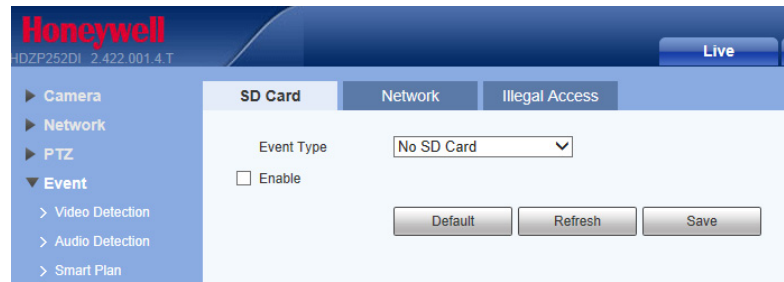 Honeywell
HDZP252DI 2.422.001.4.T
Live
Camera
Network
PTZ
Event
Video Detection
Audio Detection
Smart Plan
SD Card
Network
Illegal Access
Event Type
No SD Card
Enable
Default
Refresh
Save